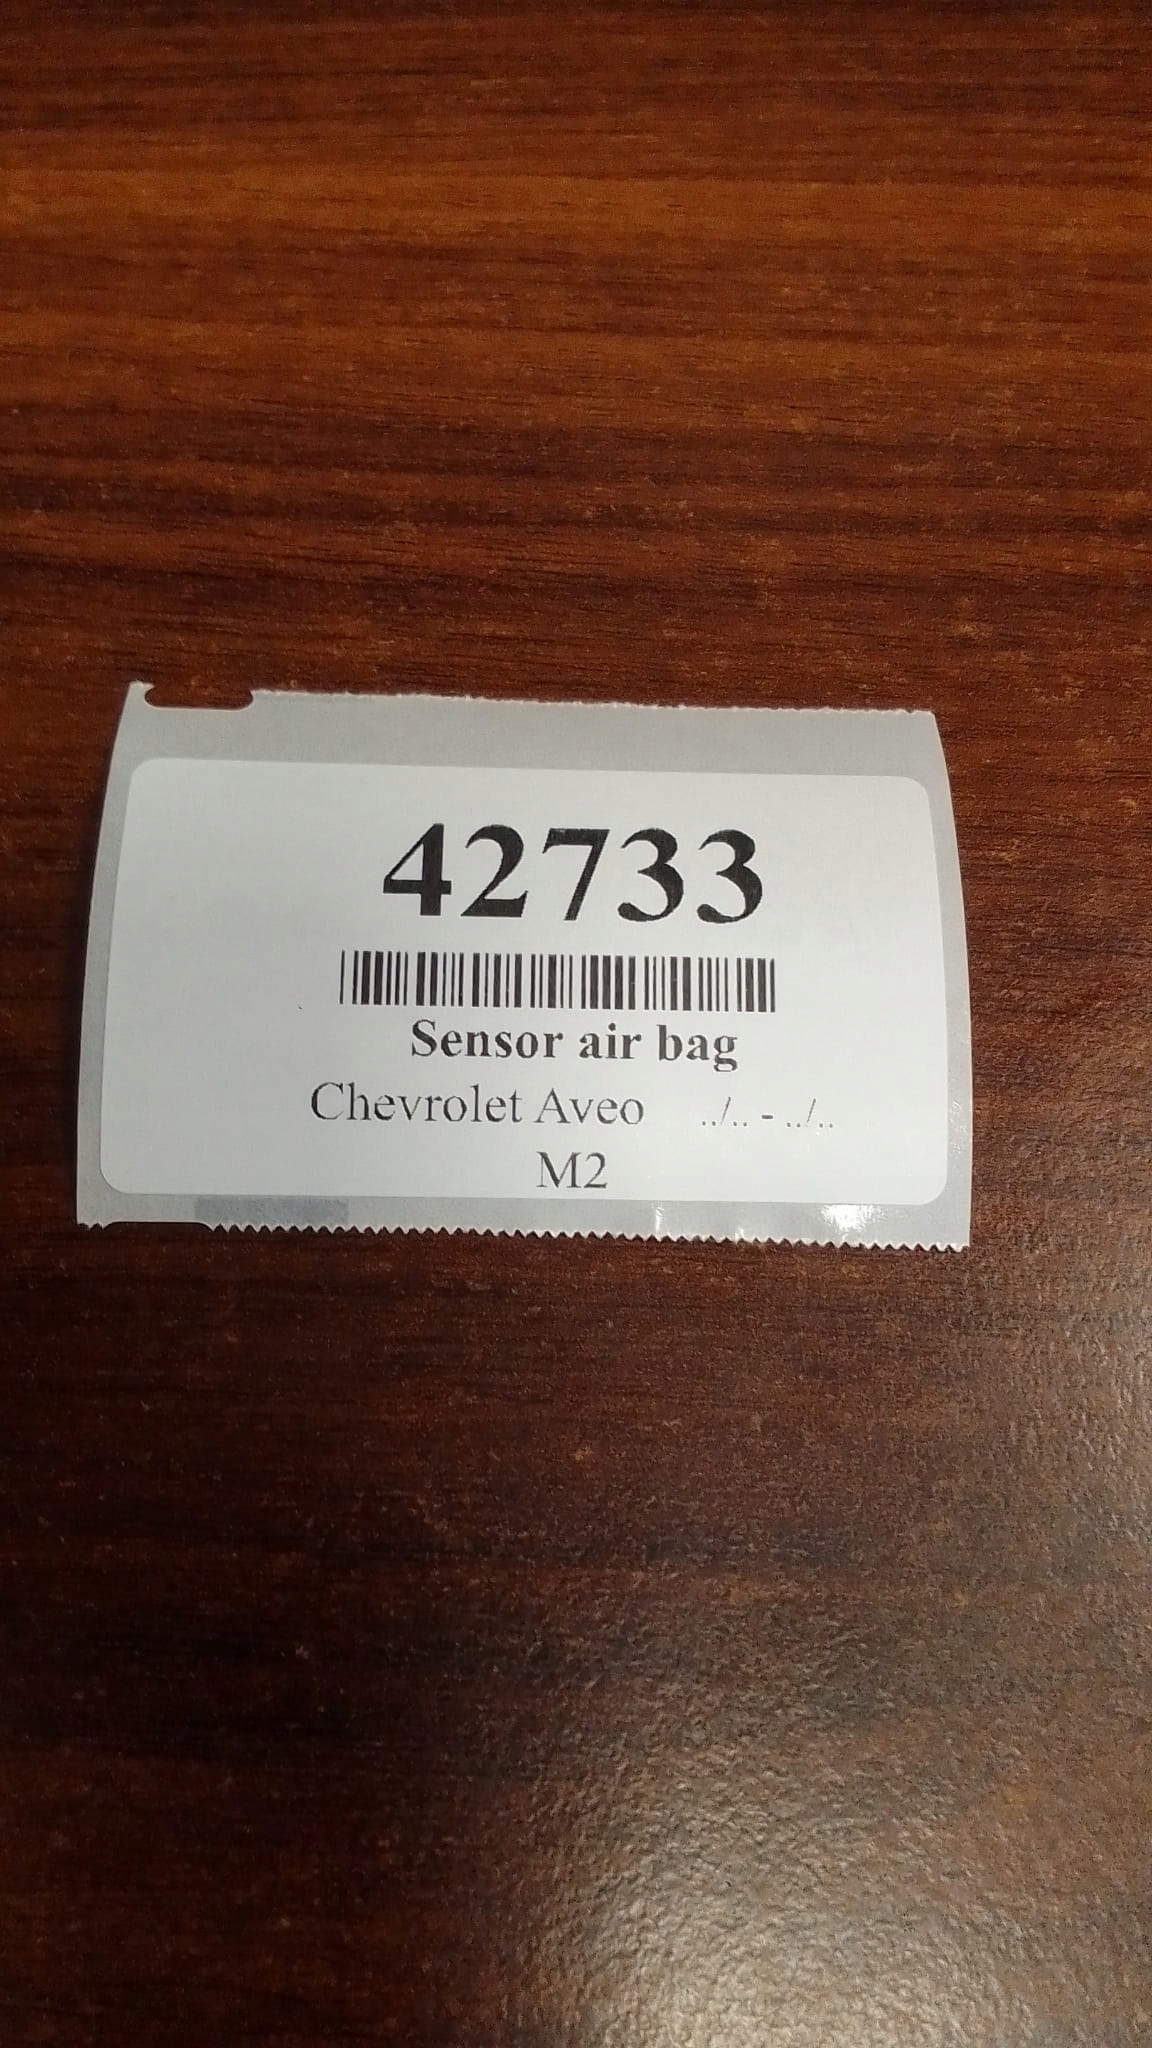 42733
Sensor air bag
Chevrolet Aveo ../.. - ../..
M2